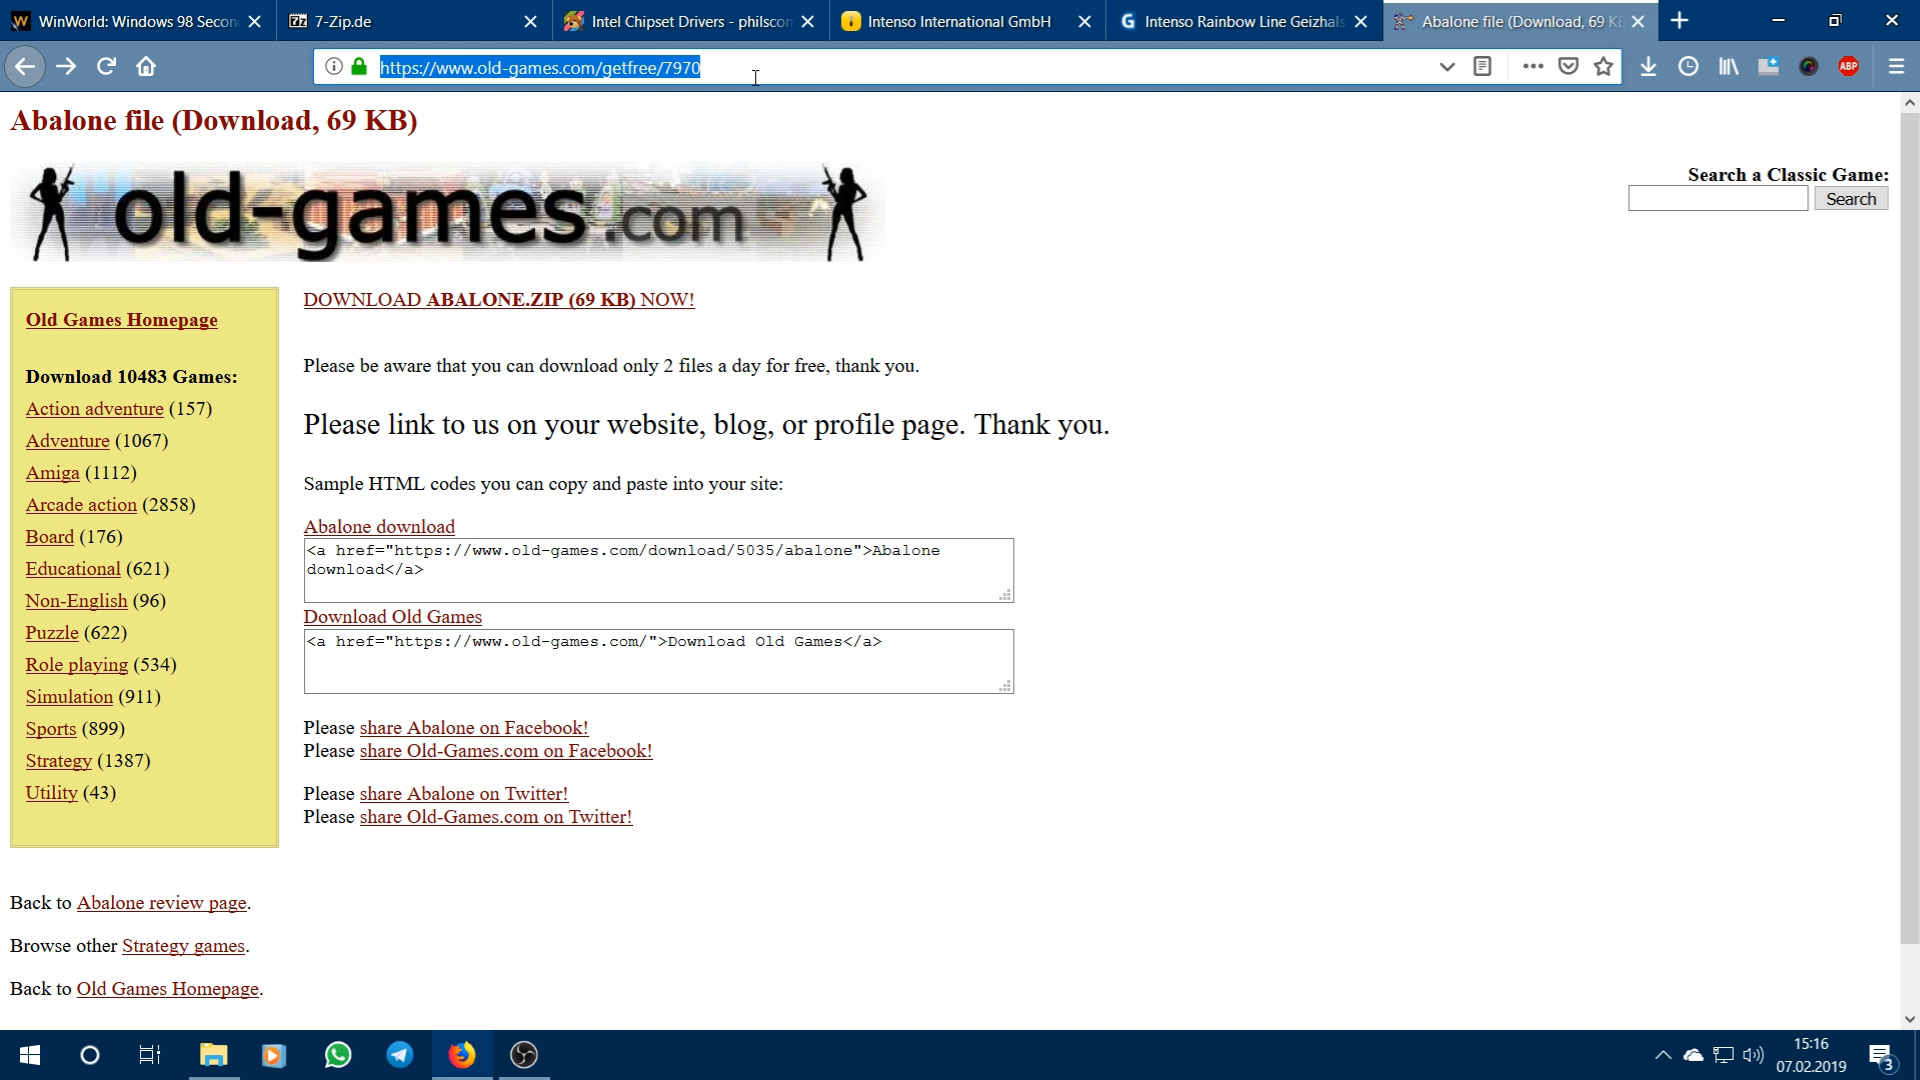 WinWorld: Windows 98 Secon
7-Zip.de
Intel Chipset Drivers - philscom
Intenso International GmbH
Intenso Rainbow Line Geizhals
Abalone file (Download, 69 KB
https://www.old-games.com/getfree/7970
ABP
Abalone file (Download, 69 KB)
old-games.com
Search a Classic Game:
Search
Old Games Homepage
Download 10483 Games:
Action adventure (157)
Adventure (1067)
Amiga (1112)
Arcade action (2858)
Board (176)
Educational (621)
Non-English (96)
Puzzle (622)
Role playing (534)
Simulation (911)
Sports (899)
Strategy (1387)
Utility (43)
DOWNLOAD ABALONE.ZIP (69 KB) NOW!
Please be aware that you can download only 2 files a day for free, thank you.
Please link to us on your website, blog, or profile page. Thank you.
Sample HTML codes you can copy and paste into your site:
Abalone download
<a href="https://www.old-games.com/download/5035/abalone">Abalone
download</a>
Download Old Games
<a href="https://www.old-games.com/">Download Old Games</a>
Please share Abalone on Facebook!
Please share Old-Games.com on Facebook!
Please share Abalone on Twitter!
Please share Old-Games.com on Twitter!
Back to Abalone review page.
Browse other Strategy games.
Back to Old Games Homepage.
15:16
07.02.2019
3